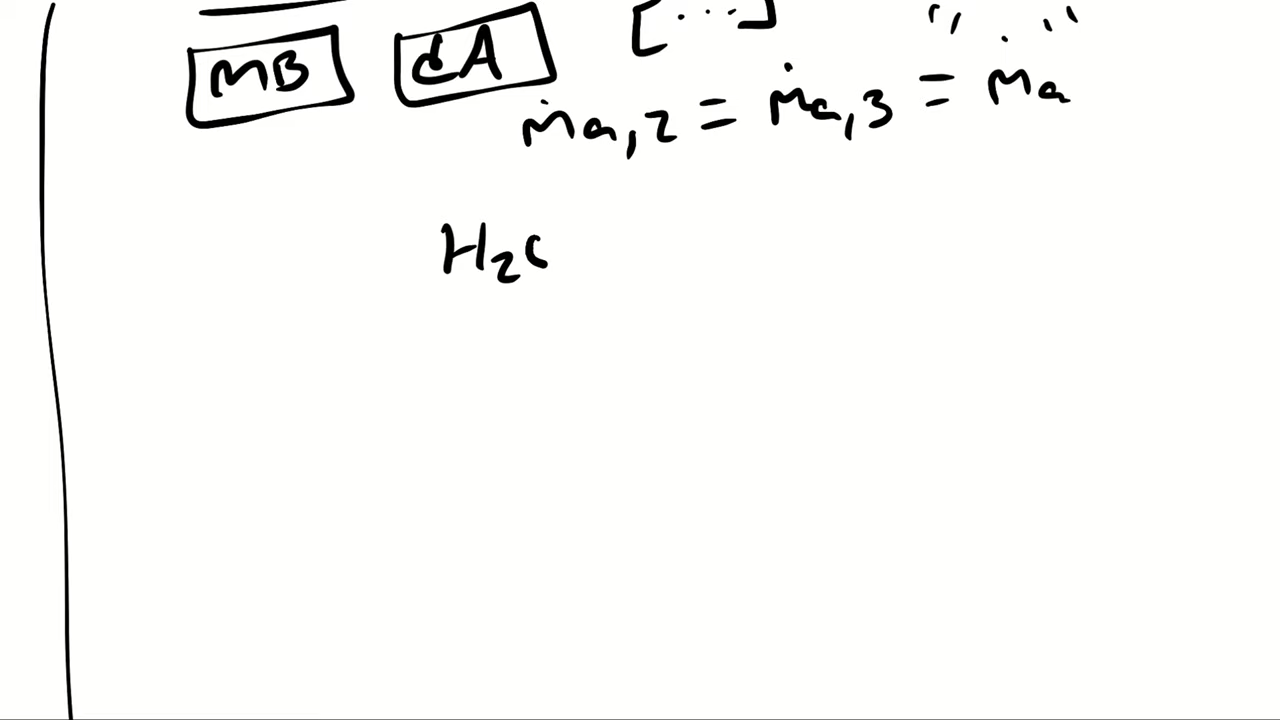 [...] " . "
MB dA ṁa,2 = ṁa,3 = ṁa
H₂O